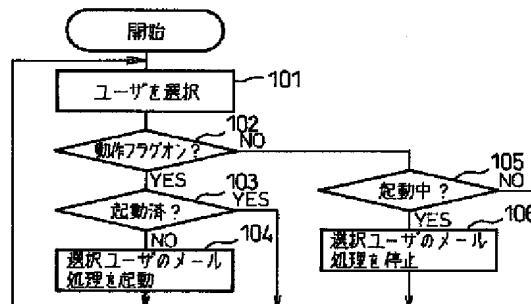 開始
ユーザを選択
101
動作フラグオン?
102
NO
YES
起動済?
103
YES
NO
選択ユーザのメール
処理を起動
104
起動中?
105
NO
YES
選択ユーザのメール
処理を停止
106